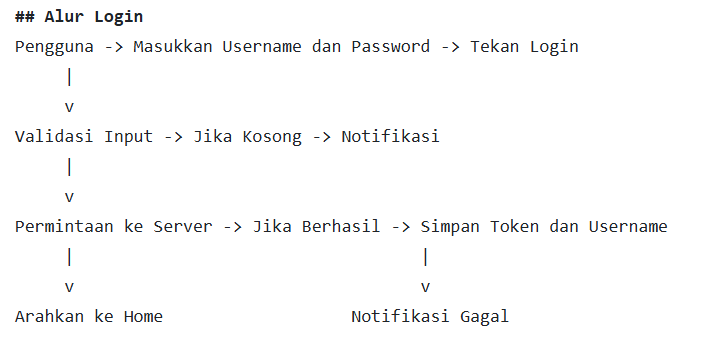 ## Alur Login
Pengguna -> Masukkan Username dan Password -> Tekan Login
     |
     v
Validasi Input -> Jika Kosong -> Notifikasi
     |
     v
Permintaan ke Server -> Jika Berhasil -> Simpan Token dan Username
     |                                   |
     v                                   v
Arahkan ke Home                   Notifikasi Gagal